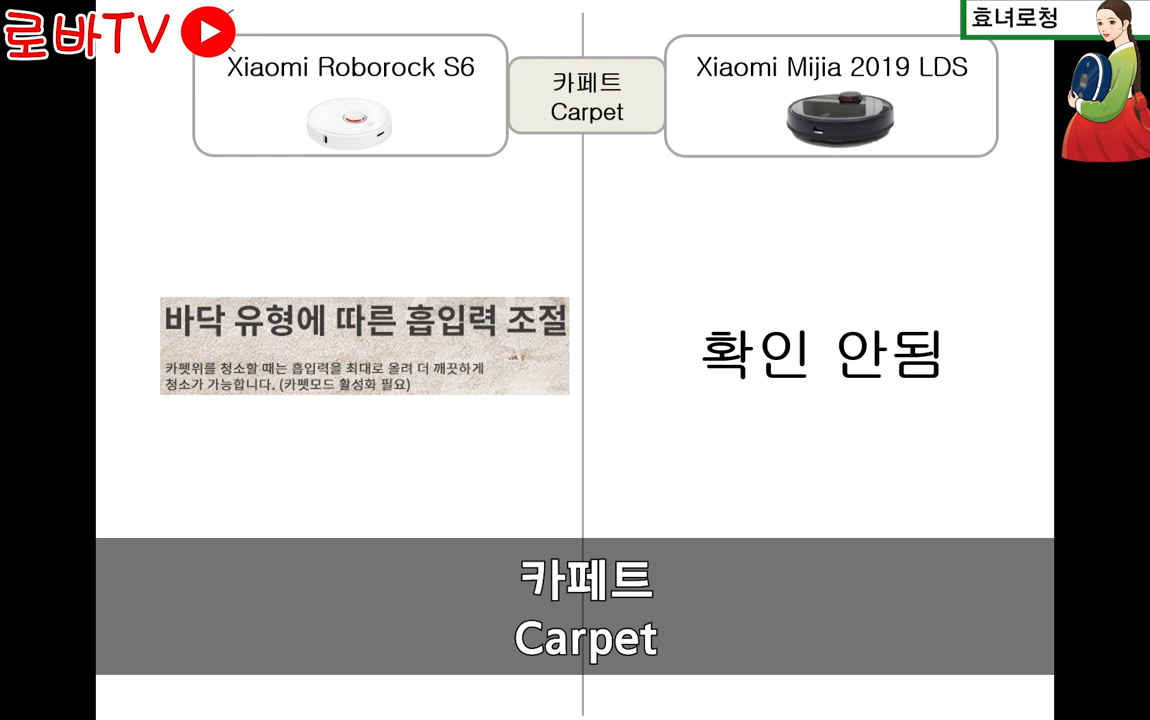 로바TV
효녀로청
Xiaomi Roborock S6
카페트
Carpet
Xiaomi Mijia 2019 LDS
바닥 유형에 따른 흡입력 조절
카펫위를 청소할 때는 흡입력을 최대로 올려 더 깨끗하게
청소가 가능합니다. (카펫모드 활성화 필요)
확인 안됨
카페트
Carpet